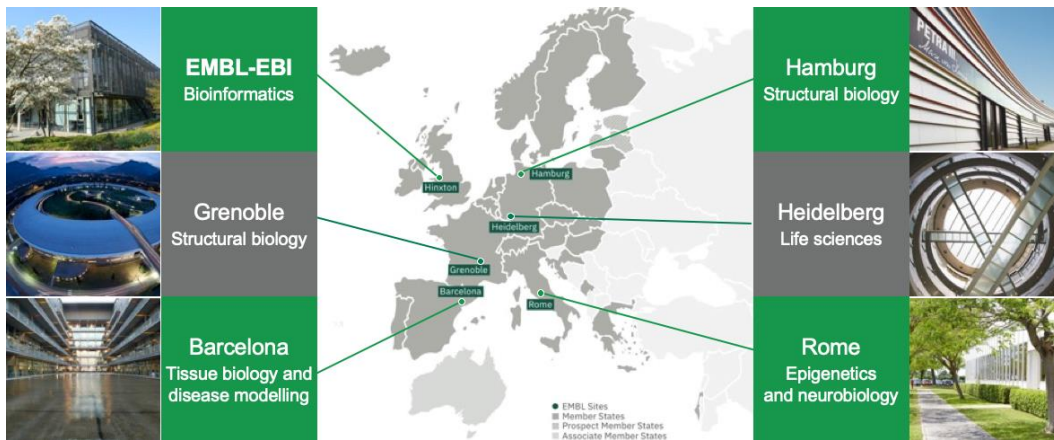 EMBL-EBI
Bioinformatics
Grenoble
Structural biology
Barcelona
Tissue biology and
disease modelling
Hinxton
Hamburg
Heidelberg
Grenoble
Barcelona
Rome
EMBL Sites
Member States
Prospect Member States
Associate Member States
Hamburg
Structural biology
Heidelberg
Life sciences
Rome
Epigenetics
and neurobiology
PETRA III